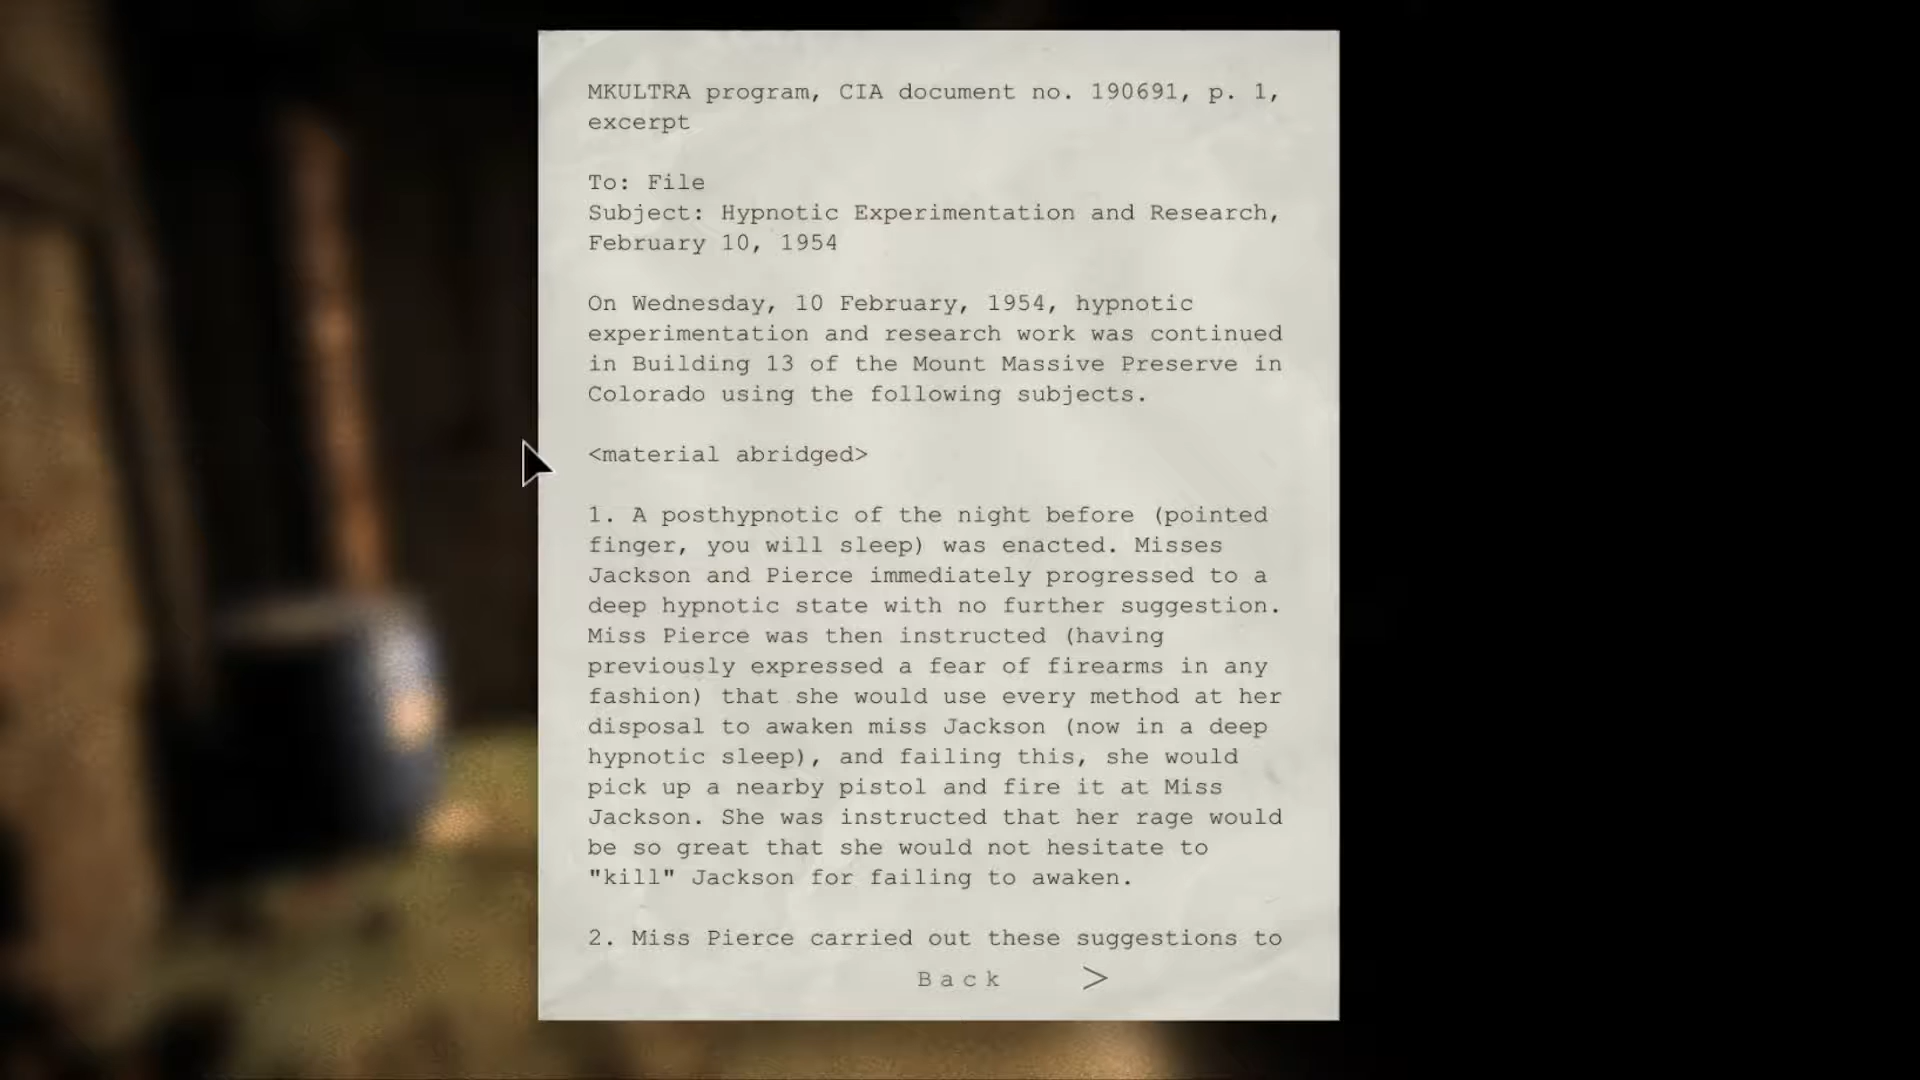 MKULTRA program, CIA document no. 190691, p. 1,
excerpt
To: File
Subject: Hypnotic Experimentation and Research,
February 10, 1954
On Wednesday, 10 February, 1954, hypnotic
experimentation and research work was continued
in Building 13 of the Mount Massive Preserve in
Colorado using the following subjects.
<material abridged>
1. A posthypnotic of the night before (pointed
finger, you will sleep) was enacted. Misses
Jackson and Pierce immediately progressed to a
deep hypnotic state with no further suggestion.
Miss Pierce was then instructed (having
previously expressed a fear of firearms in any
fashion) that she would use every method at her
disposal to awaken miss Jackson (now in a deep
hypnotic sleep), and failing this, she would
pick up a nearby pistol and fire it at Miss
Jackson. She was instructed that her rage would
be so great that she would not hesitate to
"kill" Jackson for failing to awaken.
2. Miss Pierce carried out these suggestions to
Back >